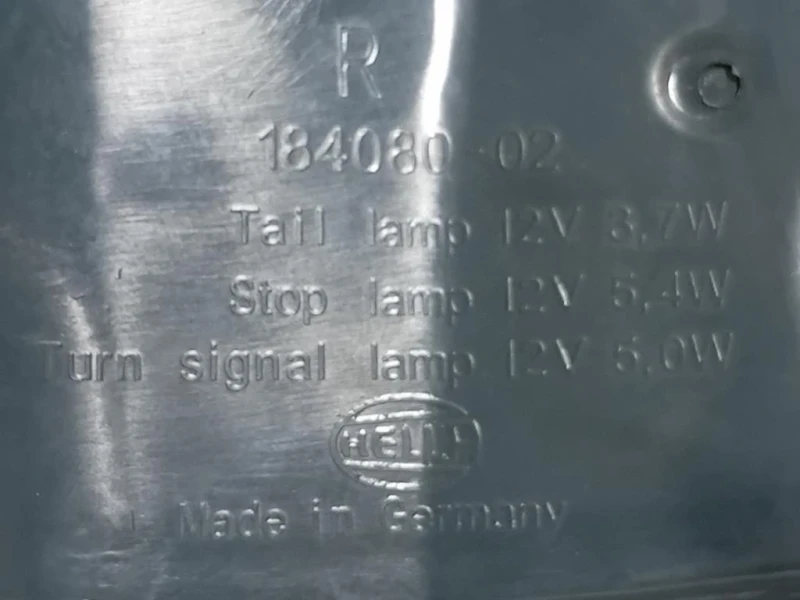 R
184080-02
Tail lamp 12V 3,7W
Stop lamp 12V 5,4W
Turn signal lamp 12V 5,0W
HELLA
Made in Germany